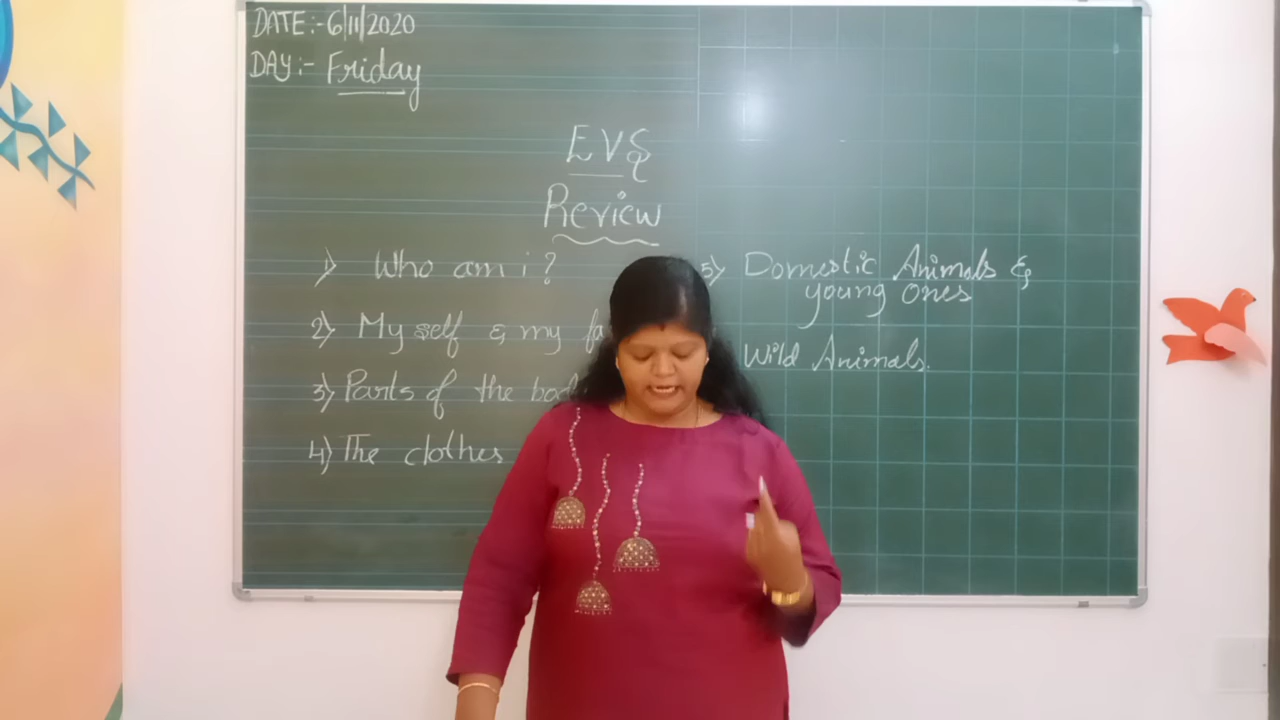 DATE:- 6/11/2020
DAY:- Friday
EVS
Review
1) Who am i?
2) My self & my
3) Parts of the
4) The clothes
5) Domestic Animals &
young ones
Wild Animals.